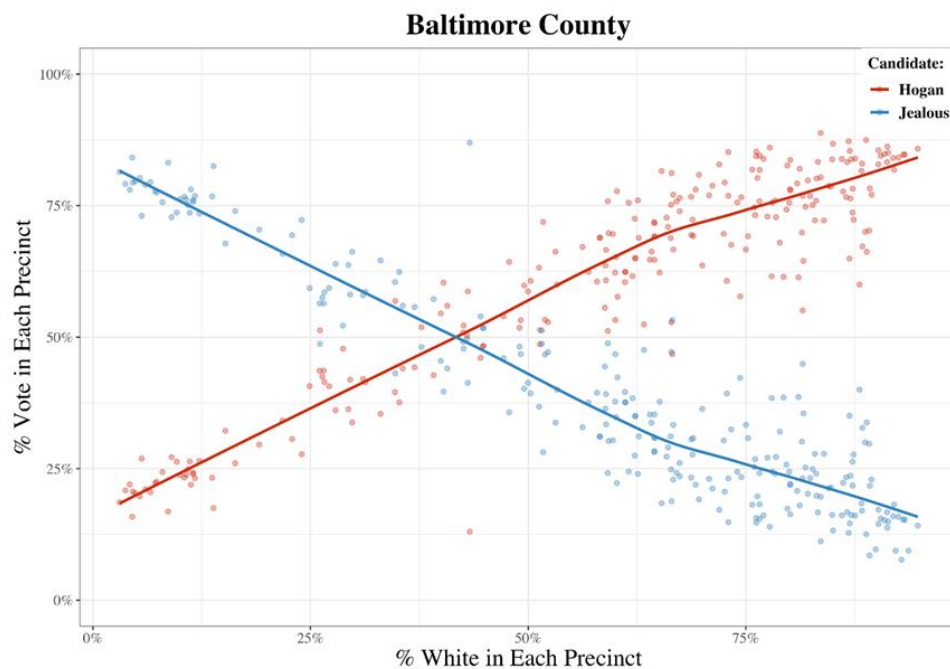 Baltimore County
Candidate:
Hogan
Jealous
100%
75%
50%
25%
0%
% Vote in Each Precinct
0% 25% 50% 75%
% White in Each Precinct